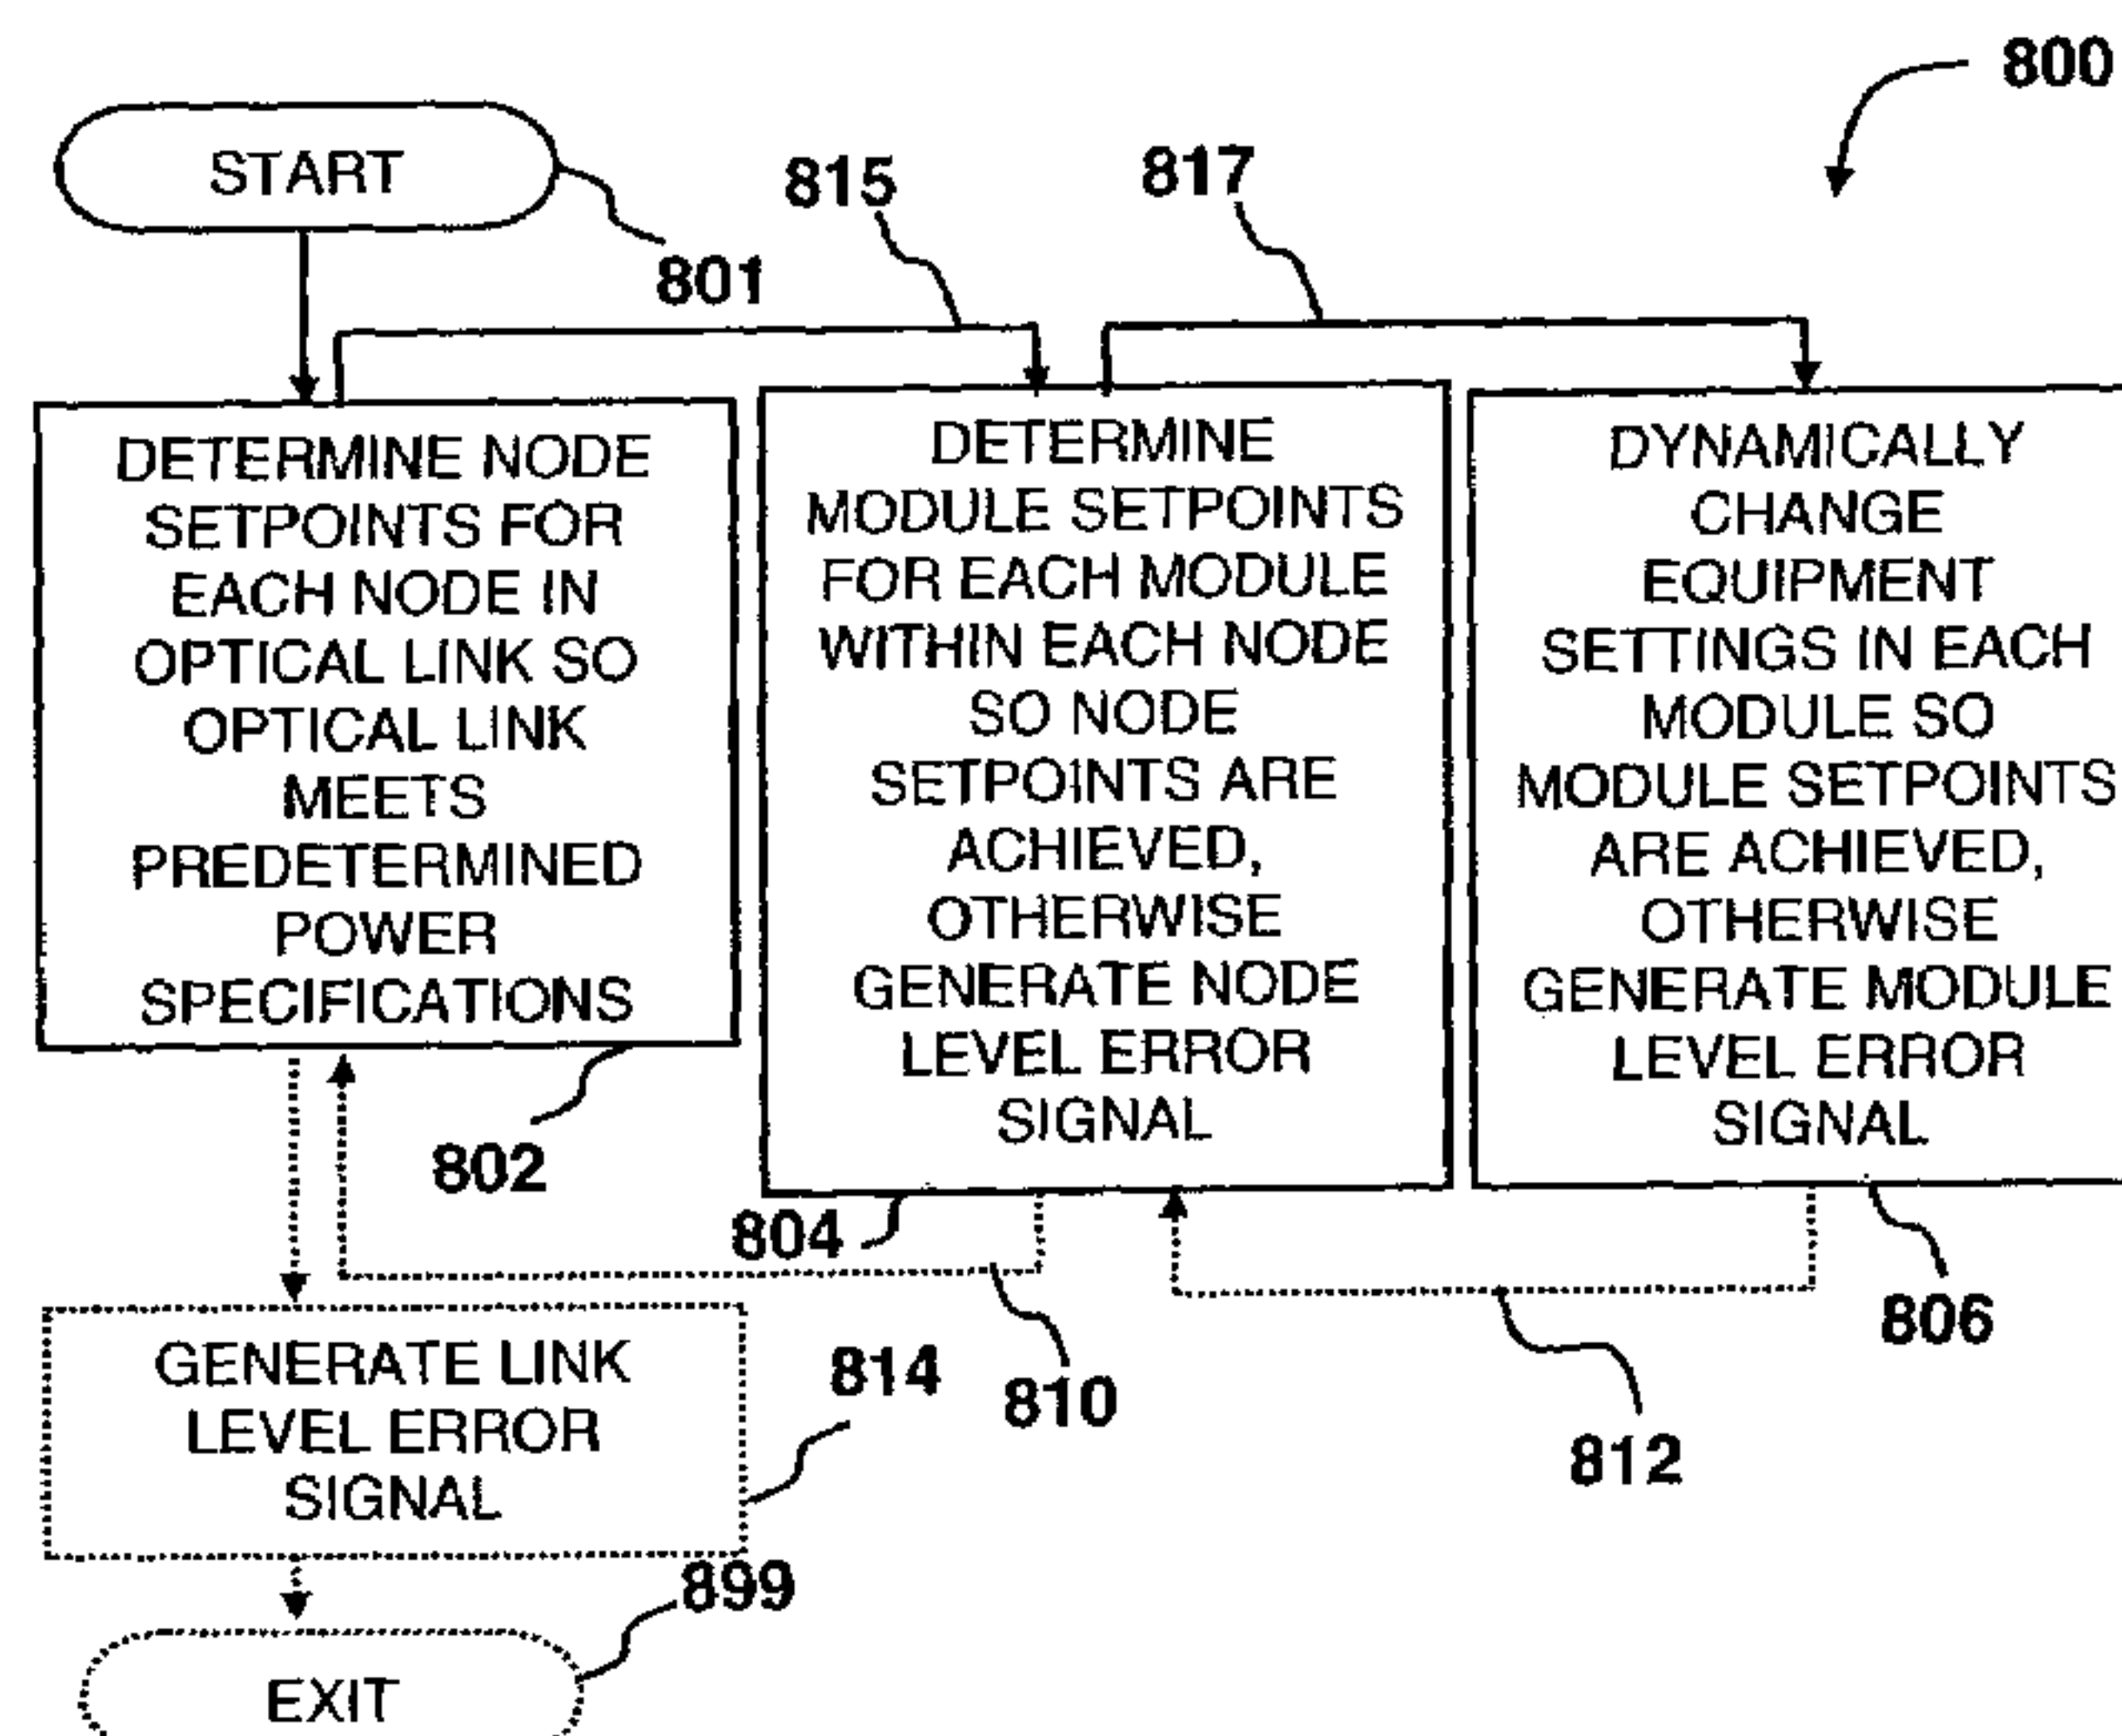 800
START
801
815
817
DETERMINE NODE
SETPOINTS FOR
EACH NODE IN
OPTICAL LINK SO
OPTICAL LINK
MEETS
PREDETERMINED
POWER
SPECIFICATIONS
802
DETERMINE
MODULE SETPOINTS
FOR EACH MODULE
WITHIN EACH NODE
SO NODE
SETPOINTS ARE
ACHIEVED,
OTHERWISE
GENERATE NODE
LEVEL ERROR
SIGNAL
804
DYNAMICALLY
CHANGE
EQUIPMENT
SETTINGS IN EACH
MODULE SO
MODULE SETPOINTS
ARE ACHIEVED,
OTHERWISE
GENERATE MODULE
LEVEL ERROR
SIGNAL
806
810
812
GENERATE LINK
LEVEL ERROR
SIGNAL
814
899
EXIT